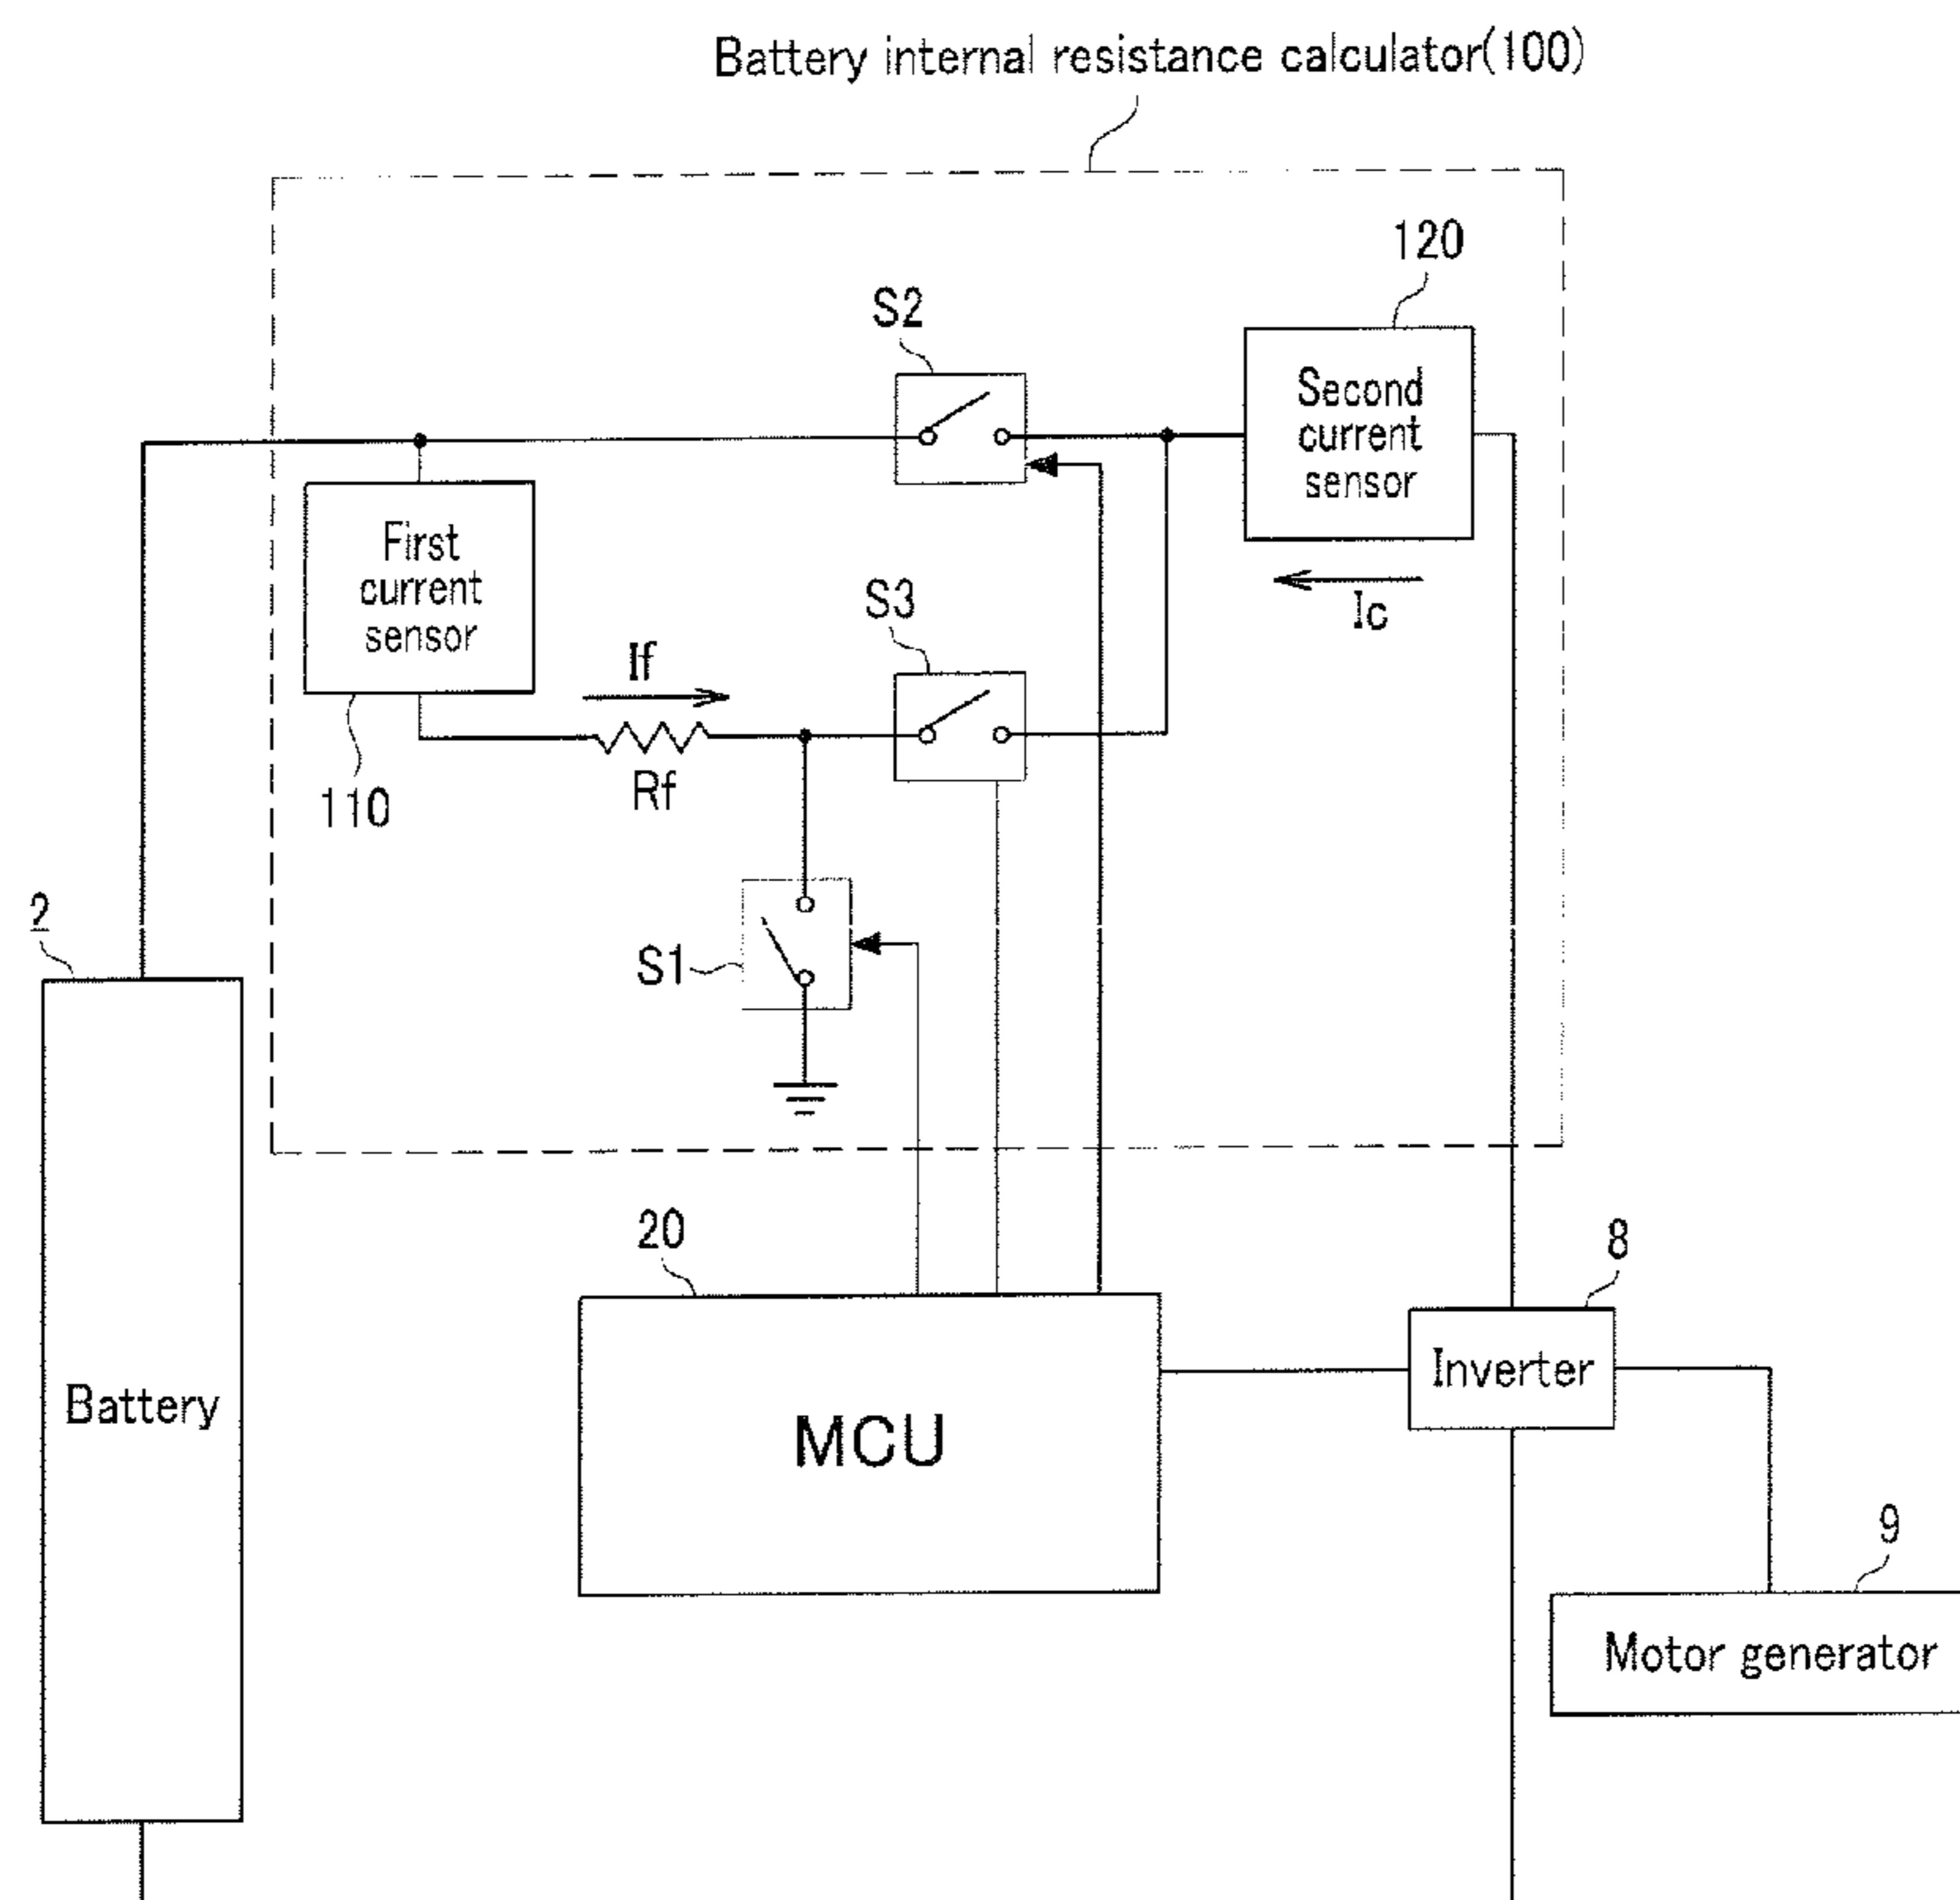 Battery internal resistance calculator(100)
120
S2
Second
current
sensor
First
current
sensor
S3
Ic
If
Rf
110
2
S1
20
8
Battery
MCU
Inverter
9
Motor generator